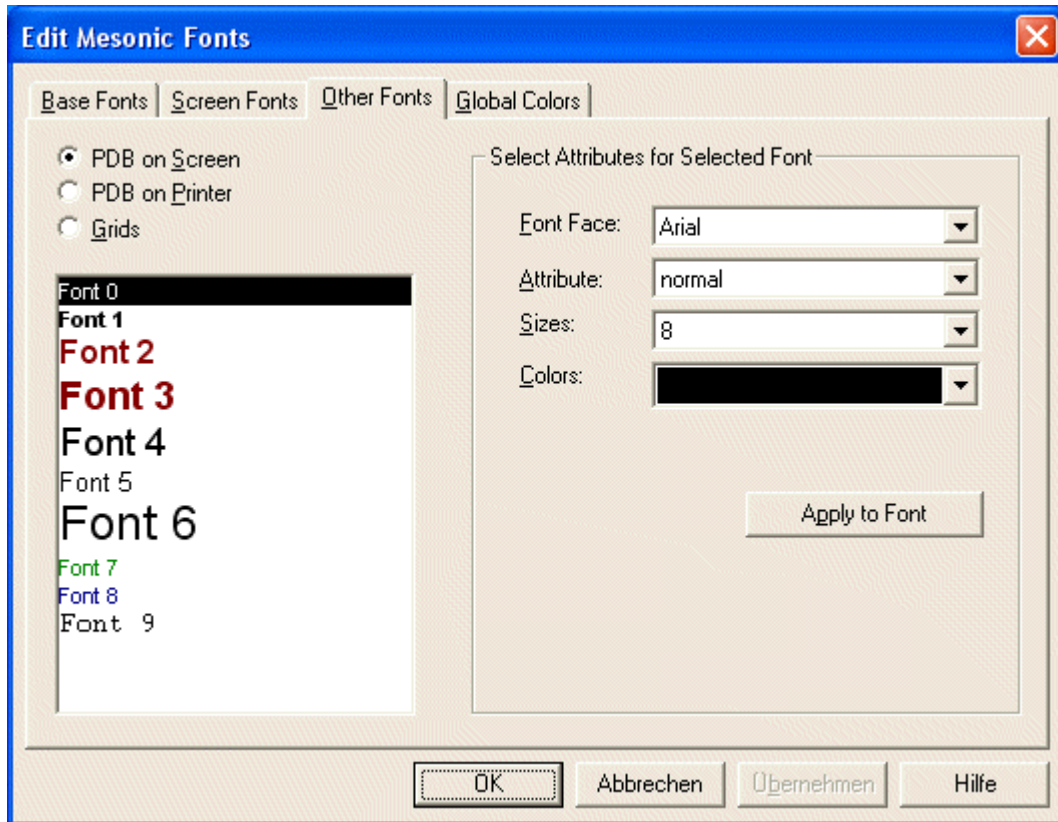 Edit Mesonic Fonts
Base Fonts Screen Fonts Other Fonts Global Colors
PDB on Screen
PDB on Printer
Grids
Font 0
Font 1
Font 2
Font 3
Font 4
Font 5
Font 6
Font 7
Font 8
Font 9
Select Attributes for Selected Font
Font Face: Arial
Attribute: normal
Sizes: 8
Colors:
Apply to Font
OK Abbrechen Übernehmen Hilfe